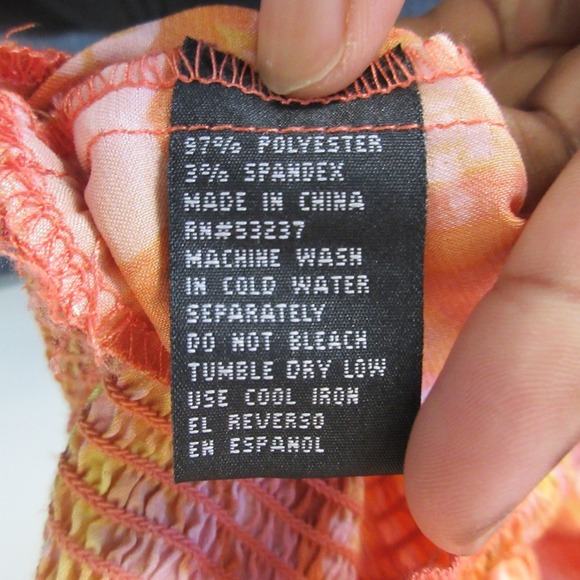 97% POLYESTER
3% SPANDEX
MADE IN CHINA
RN#53237
MACHINE WASH
IN COLD WATER
SEPARATELY
DO NOT BLEACH
TUMBLE DRY LOW
USE COOL IRON
EL REVERSO
EN ESPANOL